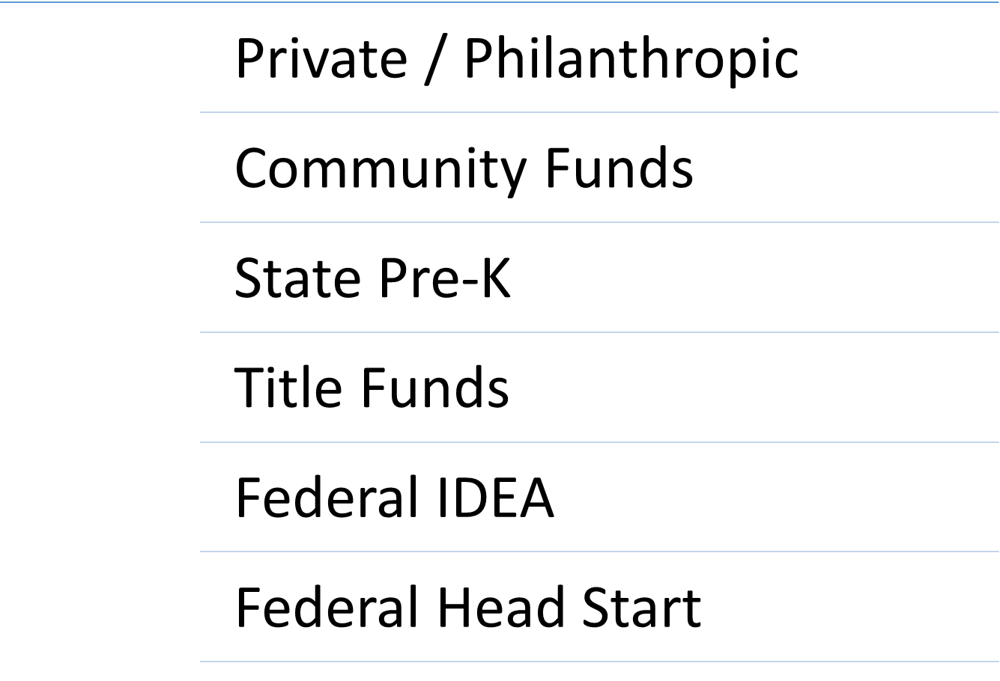 Private / Philanthropic
Community Funds
State Pre-K
Title Funds
Federal IDEA
Federal Head Start